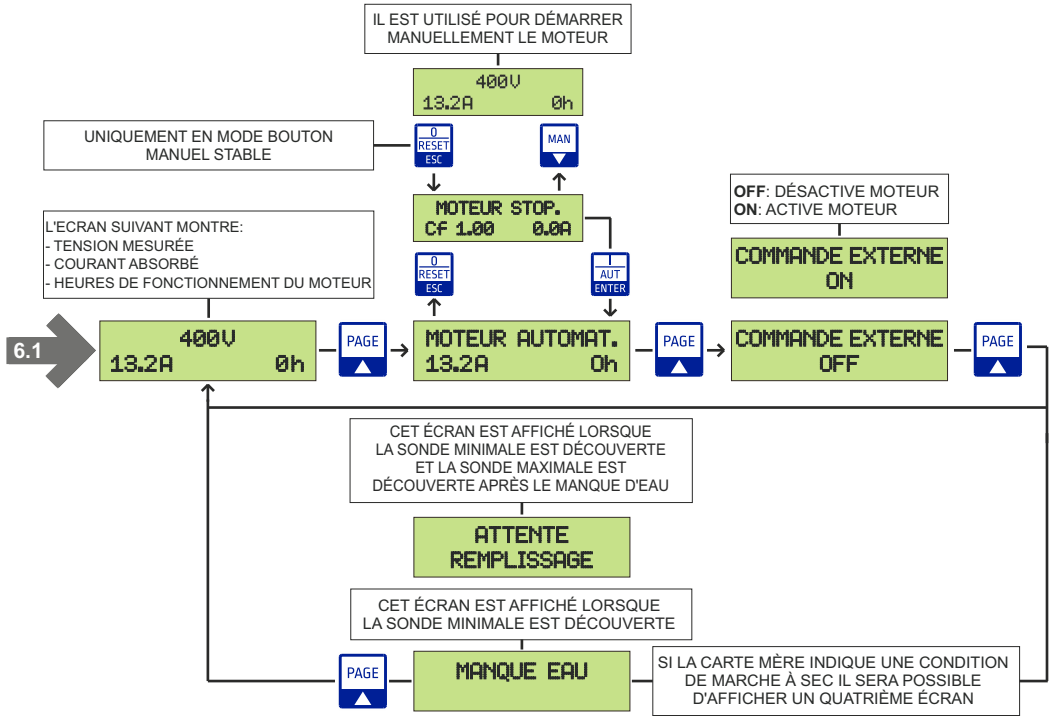 IL EST UTILISÉ POUR DÉMARRER
MANUELLEMENT LE MOTEUR
400V
13.2A 0h
UNIQUEMENT EN MODE BOUTON
MANUEL STABLE
0
RESET
ESC
MAN
MOTEUR STOP.
Cf 1.00 0.0A
OFF: DÉSACTIVE MOTEUR
ON: ACTIVE MOTEUR
L'ECRAN SUIVANT MONTRE:
- TENSION MESURÉE
- COURANT ABSORBÉ
- HEURES DE FONCTIONNEMENT DU MOTEUR
0
RESET
ESC
I
AUT
ENTER
COMMANDE EXTERNE
ON
6.1
400V
13.2A 0h
PAGE
MOTEUR AUTOMAT.
13.2A 0h
PAGE
COMMANDE EXTERNE
OFF
PAGE
CET ÉCRAN EST AFFICHÉ LORSQUE
LA SONDE MINIMALE EST DÉCOUVERTE
ET LA SONDE MAXIMALE EST
DÉCOUVERTE APRÈS LE MANQUE D'EAU
ATTENTE
REMPLISSAGE
CET ÉCRAN EST AFFICHÉ LORSQUE
LA SONDE MINIMALE EST DÉCOUVERTE
PAGE
MANQUE EAU
SI LA CARTE MÈRE INDIQUE UNE CONDITION
DE MARCHE À SEC IL SERA POSSIBLE
D'AFFICHER UN QUATRIÈME ÉCRAN